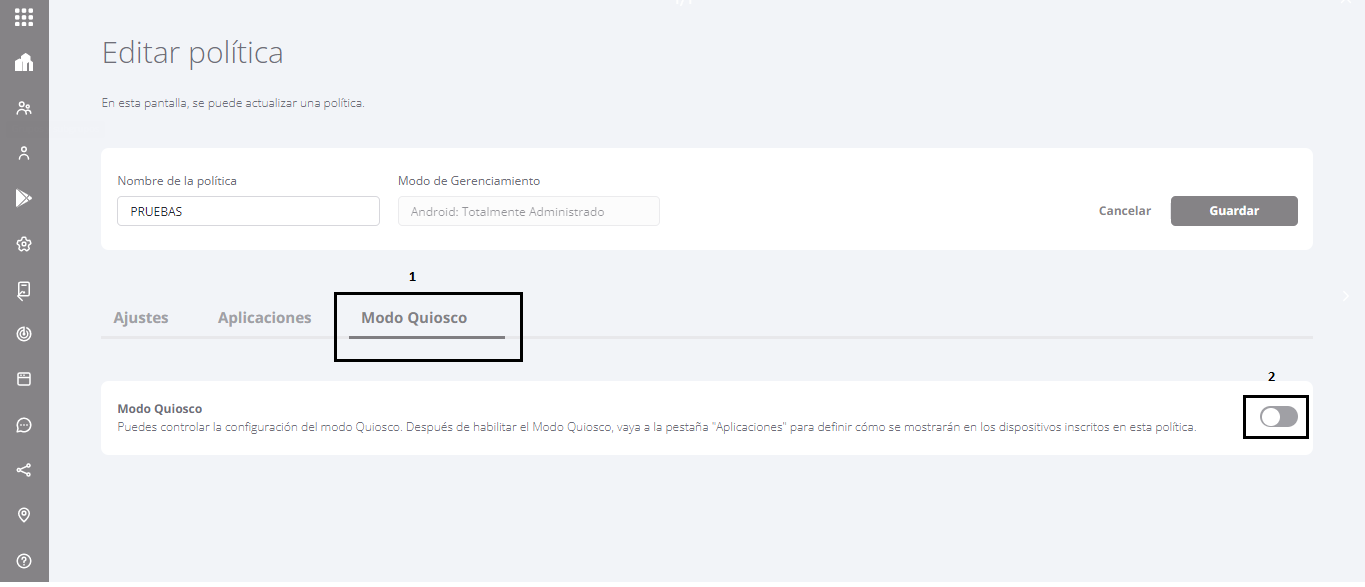 Editar política
En esta pantalla, se puede actualizar una política.
Nombre de la política
Modo de Gerenciamiento
PRUEBAS
Android: Totalmente Administrado
Cancelar
Guardar
1
Ajustes
Aplicaciones
Modo Quiosco
2
Modo Quiosco
Puedes controlar la configuración del modo Quiosco. Después de habilitar el Modo Quiosco, vaya a la pestaña "Aplicaciones" para definir cómo se mostrarán en los dispositivos inscritos en esta política.